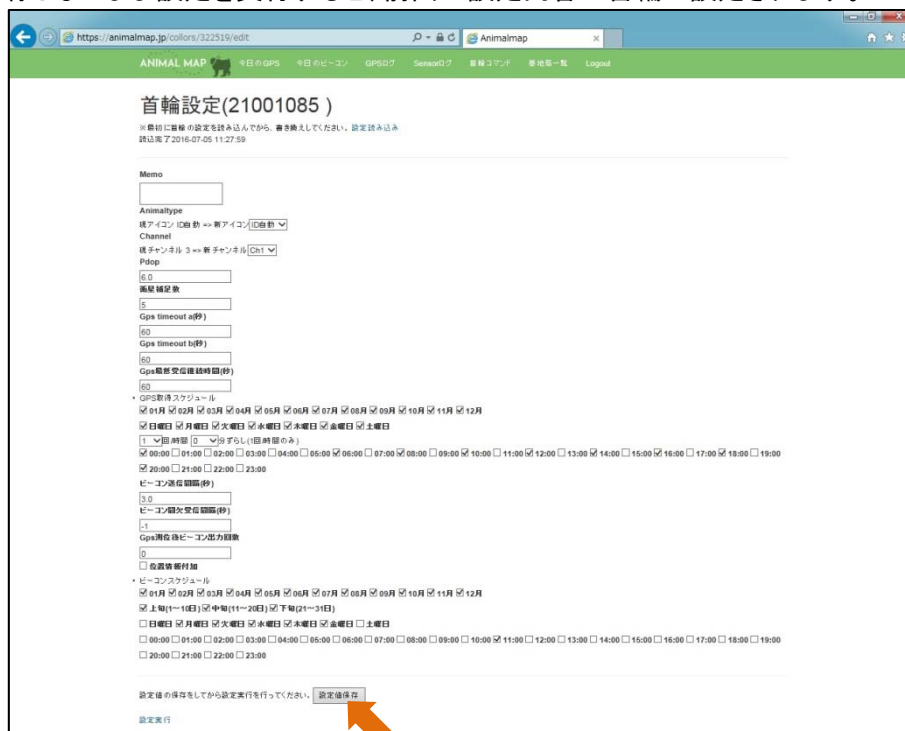 https://animalmap.jp/collors/322519/edit
Animalmap
ANIMAL MAP 今日のGPS 今日のビーコン GPSログ Sensorログ 首輪コマンド 基地局一覧 Logout
首輪設定(21001085 )
※最初に首輪の設定を読み込んでから、書き換えしてください。設定読み込み
読込完了2016-07-05 11:27:59
Memo
Animaltype
現アイコン ID自動 => 新アイコン ID自動
Channel
現チャンネル 3 => 新チャンネル Ch1
Pdop
6.0
衛星補足数
5
Gps timeout a(秒)
60
Gps timeout b(秒)
60
Gps最低受信継続時間(秒)
60
・ GPS取得スケジュール
01月 02月 03月 04月 05月 06月 07月 08月 09月 10月 11月 12月
日曜日 月曜日 火曜日 水曜日 木曜日 金曜日 土曜日
1 回/時間 0 分ずらし(1回/時間のみ)
00:00 01:00 02:00 03:00 04:00 05:00 06:00 07:00 08:00 09:00 10:00 11:00 12:00 13:00 14:00 15:00 16:00 17:00 18:00 19:00
20:00 21:00 22:00 23:00
ビーコン送信間隔(秒)
3.0
ビーコン間欠受信間隔(秒)
-1
Gps測位後ビーコン出力回数
0
位置情報付加
・ ビーコンスケジュール
01月 02月 03月 04月 05月 06月 07月 08月 09月 10月 11月 12月
上旬(1～10日) 中旬(11～20日) 下旬(21～31日)
日曜日 月曜日 火曜日 水曜日 木曜日 金曜日 土曜日
00:00 01:00 02:00 03:00 04:00 05:00 06:00 07:00 08:00 09:00 10:00 11:00 12:00 13:00 14:00 15:00 16:00 17:00 18:00 19:00
20:00 21:00 22:00 23:00
設定値の保存をしてから設定実行を行ってください。 設定値保存
設定実行